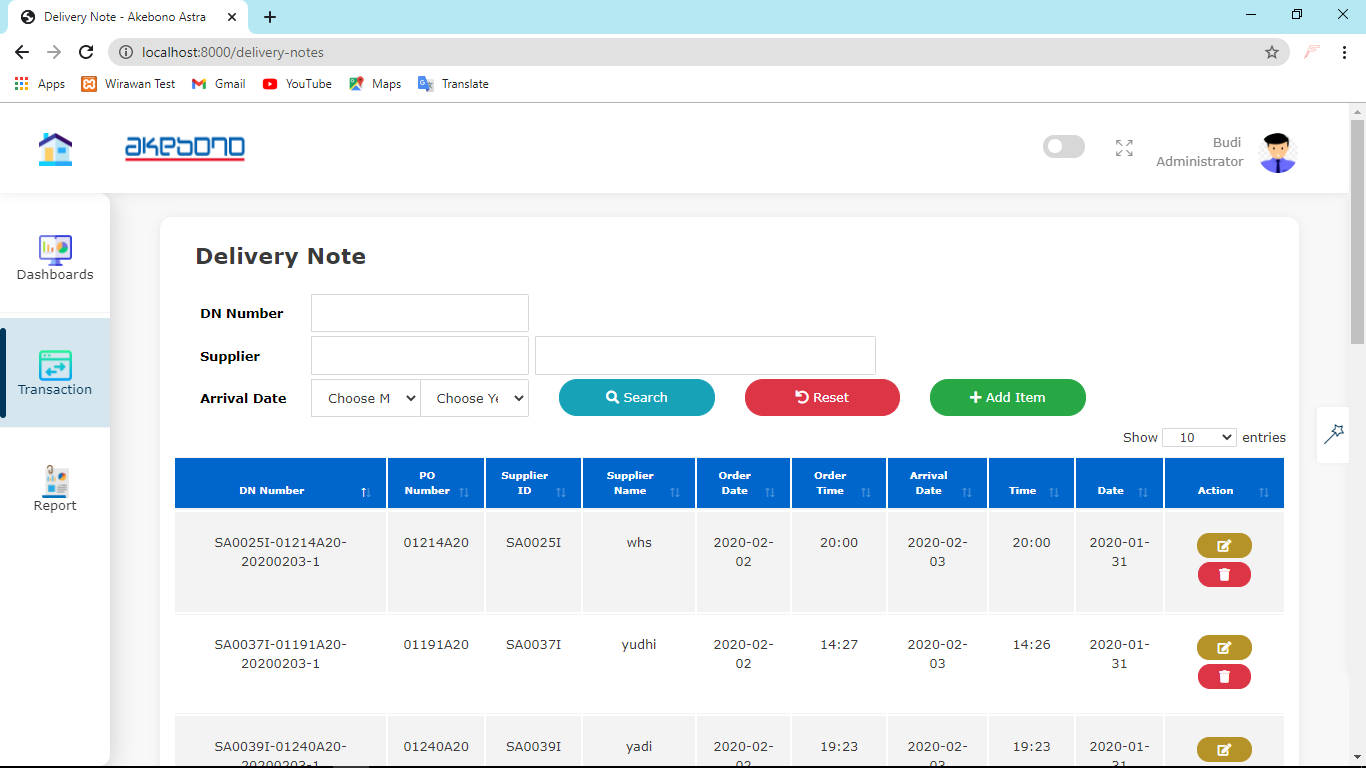 Delivery Note - Akebono Astra
localhost:8000/delivery-notes
Apps Wirawan Test Gmail YouTube Maps Translate
akebono
Budi
Administrator
Dashboards
Transaction
Report
Delivery Note
DN Number
Supplier
Arrival Date Choose M Choose Ye Search Reset Add Item
Show 10 entries
DN Number PO Number Supplier ID Supplier Name Order Date Order Time Arrival Date Time Date Action
SA0025I-01214A20- 01214A20 SA0025I whs 2020-02- 20:00 2020-02- 20:00 2020-01-
20200203-1 02 03 31
SA0037I-01191A20- 01191A20 SA0037I yudhi 2020-02- 14:27 2020-02- 14:26 2020-01-
20200203-1 02 03 31
SA0039I-01240A20- 01240A20 SA0039I yadi 2020-02- 19:23 2020-02- 19:23 2020-01-
20200203-1 02 03 31